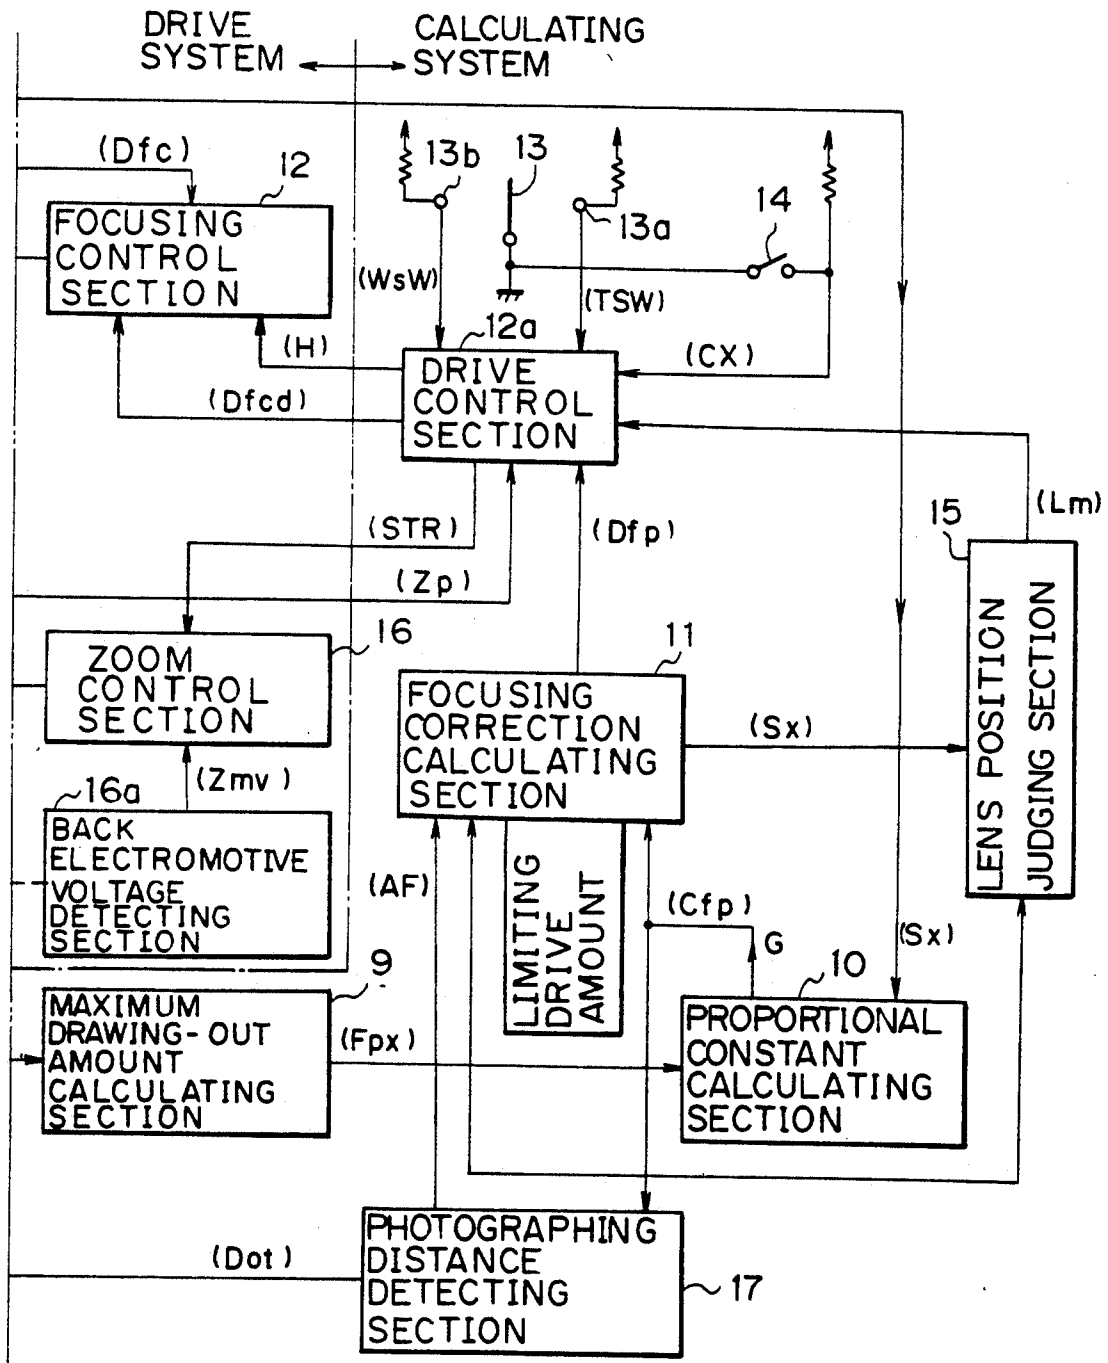 DRIVE
SYSTEM
CALCULATING
SYSTEM
(Dfc)
12
FOCUSING
CONTROL
SECTION
13b
13
13a
14
(WsW)
(TSW)
(CX)
(H)
(Dfcd)
12a
DRIVE
CONTROL
SECTION
(STR)
(Zp)
(Dfp)
(Lm)
15
LENS POSITION
JUDGING SECTION
16
ZOOM
CONTROL
SECTION
11
FOCUSING
CORRECTION
CALCULATING
SECTION
(Sx)
(Zmv)
16a
BACK
ELECTROMOTIVE
VOLTAGE
DETECTING
SECTION
(AF)
LIMITING
DRIVE
AMOUNT
(Cfp)
G
(Sx)
9
MAXIMUM
DRAWING-OUT
AMOUNT
CALCULATING
SECTION
(Fpx)
10
PROPORTIONAL
CONSTANT
CALCULATING
SECTION
(Dot)
PHOTOGRAPHING
DISTANCE
DETECTING
SECTION
17